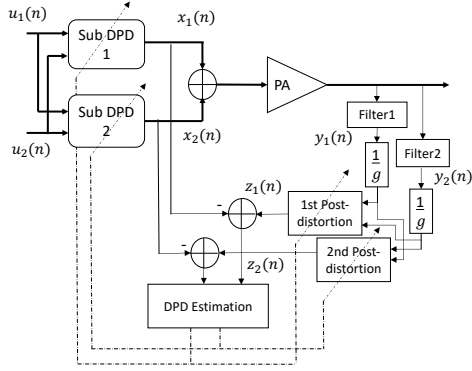 u₁(n)
Sub DPD
1
x₁(n)
PA
Sub DPD
2
u₂(n)
x₂(n)
Filter1
y₁(n)
Filter2
1
g
y₂(n)
1
g
z₁(n)
1st Post-
distortion
-
z₂(n)
2nd Post-
distortion
-
DPD Estimation